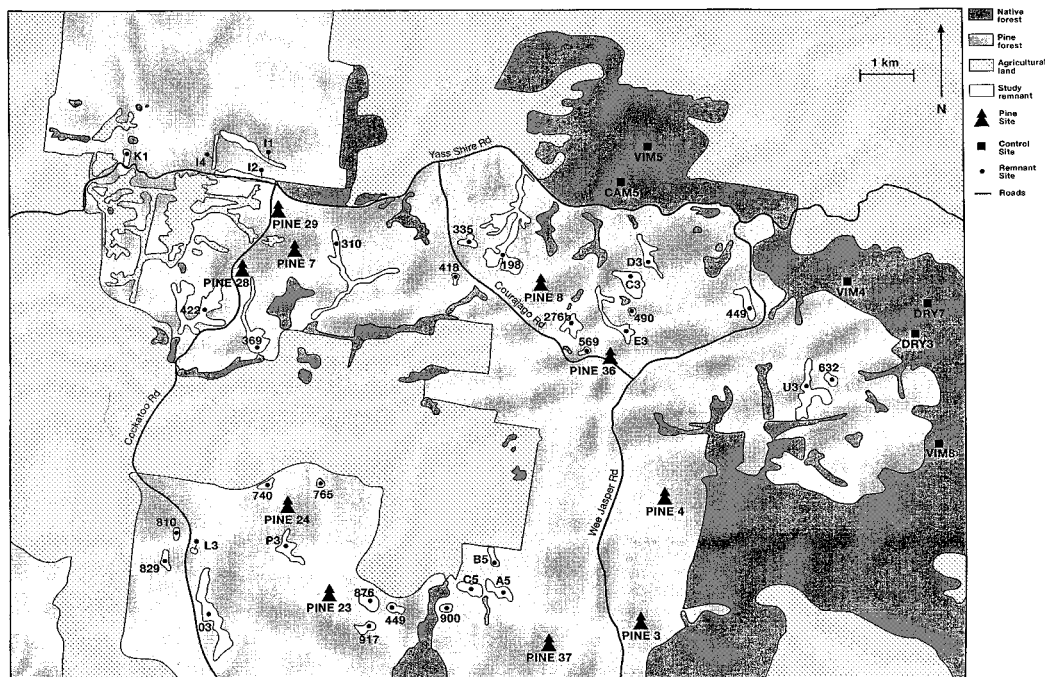 Native
forest
Pine
forest
Agricultural
land
Study
remnant
Pine
Site
Control
Site
Remnant
Site
Roads
1 km
N
Yass Shire Rd
VIM5
CAM5
K1
I4
I1
I2
PINE 29
PINE 7
310
PINE 28
422
369
335
198
418
PINE 8
Courajago Rd
276b
569
PINE 36
D3
C3
490
E3
449
VIM4
DRY7
DRY3
U3
632
VIM8
Cockatoo Rd
Wee Jasper Rd
740
765
PINE 24
810
L3
P3
829
PINE 4
B5
C5
A5
PINE 23
876
449
900
917
03
PINE 3
PINE 37